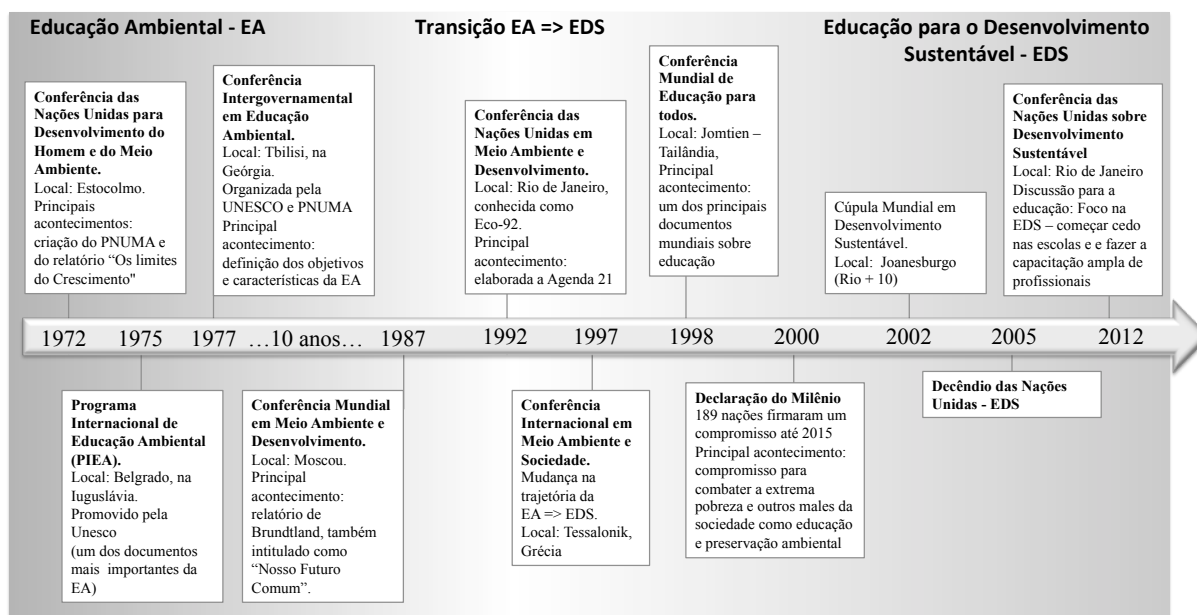 Educação Ambiental - EA
Transição EA => EDS
Educação para o Desenvolvimento
Sustentável - EDS
Conferência das
Nações Unidas para
Desenvolvimento do
Homem e do Meio
Ambiente.
Local: Estocolmo.
Principais
acontecimentos:
criação do PNUMA e
do relatório “Os limites
do Crescimento"
Conferência
Intergovernamental
em Educação
Ambiental.
Local: Tbilisi, na
Geórgia.
Organizada pela
UNESCO e PNUMA
Principal
acontecimento:
definição dos objetivos
e características da EA
Conferência das
Nações Unidas em
Meio Ambiente e
Desenvolvimento.
Local: Rio de Janeiro,
conhecida como
Eco-92.
Principal
acontecimento:
elaborada a Agenda 21
Conferência
Mundial de
Educação para
todos.
Local: Jomtien –
Tailândia,
Principal
acontecimento:
um dos principais
documentos
mundiais sobre
educação
Cúpula Mundial em
Desenvolvimento
Sustentável.
Local: Joanesburgo
(Rio + 10)
Conferência das
Nações Unidas sobre
Desenvolvimento
Sustentável
Local: Rio de Janeiro
Discussão para a
educação: Foco na
EDS – começar cedo
nas escolas e e fazer a
capacitação ampla de
profissionais
1972 1975 1977 …10 anos… 1987 1992 1997 1998 2000 2002 2005 2012
Programa
Internacional de
Educação Ambiental
(PIEA).
Local: Belgrado, na
Iuguslávia.
Promovido pela
Unesco
(um dos documentos
mais importantes da
EA)
Conferência Mundial
em Meio Ambiente e
Desenvolvimento.
Local: Moscou.
Principal
acontecimento:
relatório de
Brundtland, também
intitulado como
“Nosso Futuro
Comum”.
Conferência
Internacional em
Meio Ambiente e
Sociedade.
Mudança na
trajetória da
EA => EDS.
Local: Tessalonik,
Grécia
Declaração do Milênio
189 nações firmaram um
compromisso até 2015
Principal acontecimento:
compromisso para
combater a extrema
pobreza e outros males da
sociedade como educação
e preservação ambiental
Decêndio das Nações
Unidas - EDS